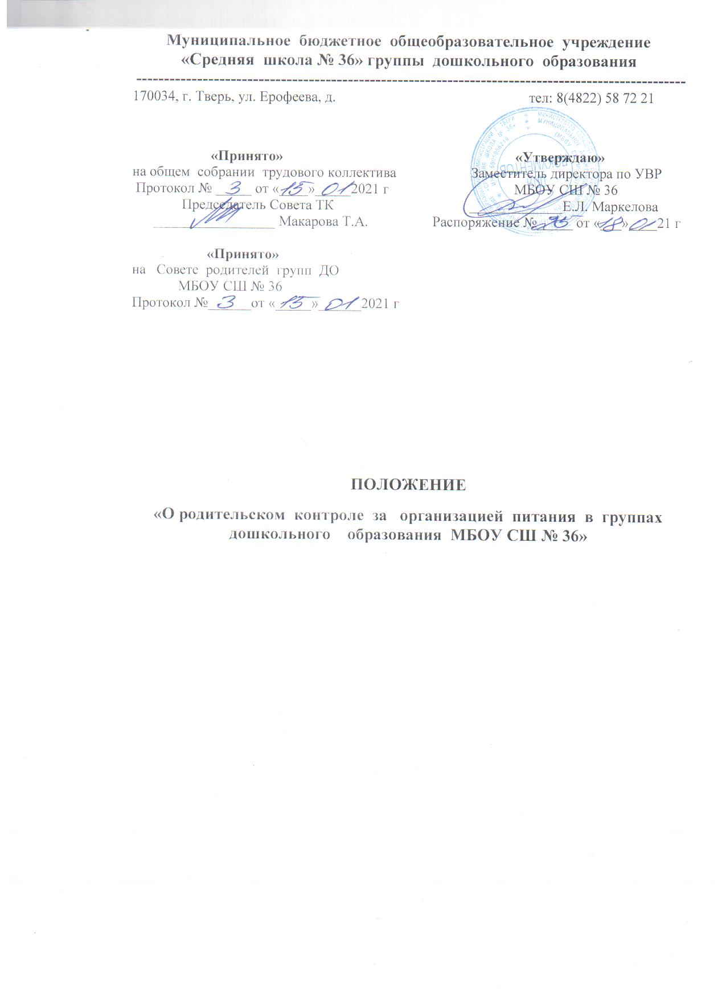 Муниципальное бюджетное общеобразовательное учреждение
«Средняя школа № 36» группы дошкольного образования
170034, г. Тверь, ул. Ерофеева, д.
тел: 8(4822) 58 72 21
«Принято»
на общем собрании трудового коллектива
Протокол № 3 от «15» 01 2021 г
Председатель Совета ТК
Макарова Т.А.
«Утверждаю»
Заместитель директора по УВР
МБОУ СШ № 36
Е.Л. Маркелова
Распоряжение № от «18» 01 21 г
«Принято»
на Совете родителей групп ДО
МБОУ СШ № 36
Протокол № 3 от «15» 01 2021 г
ПОЛОЖЕНИЕ
«О родительском контроле за организацией питания в группах
дошкольного образования МБОУ СШ № 36»